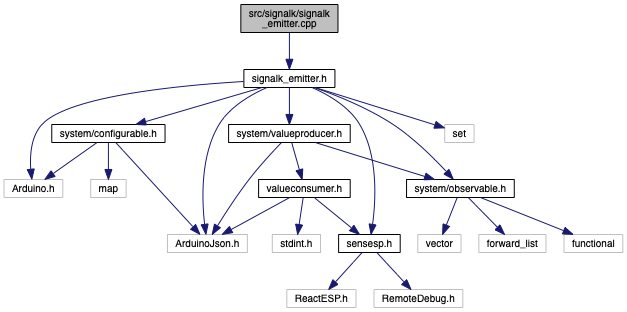 src/signalk/signalk
_emitter.cpp
signalk_emitter.h
system/configurable.h
system/valueproducer.h
set
Arduino.h
map
valueconsumer.h
system/observable.h
ArduinoJson.h
stdint.h
sensesp.h
vector
forward_list
functional
ReactESP.h
RemoteDebug.h